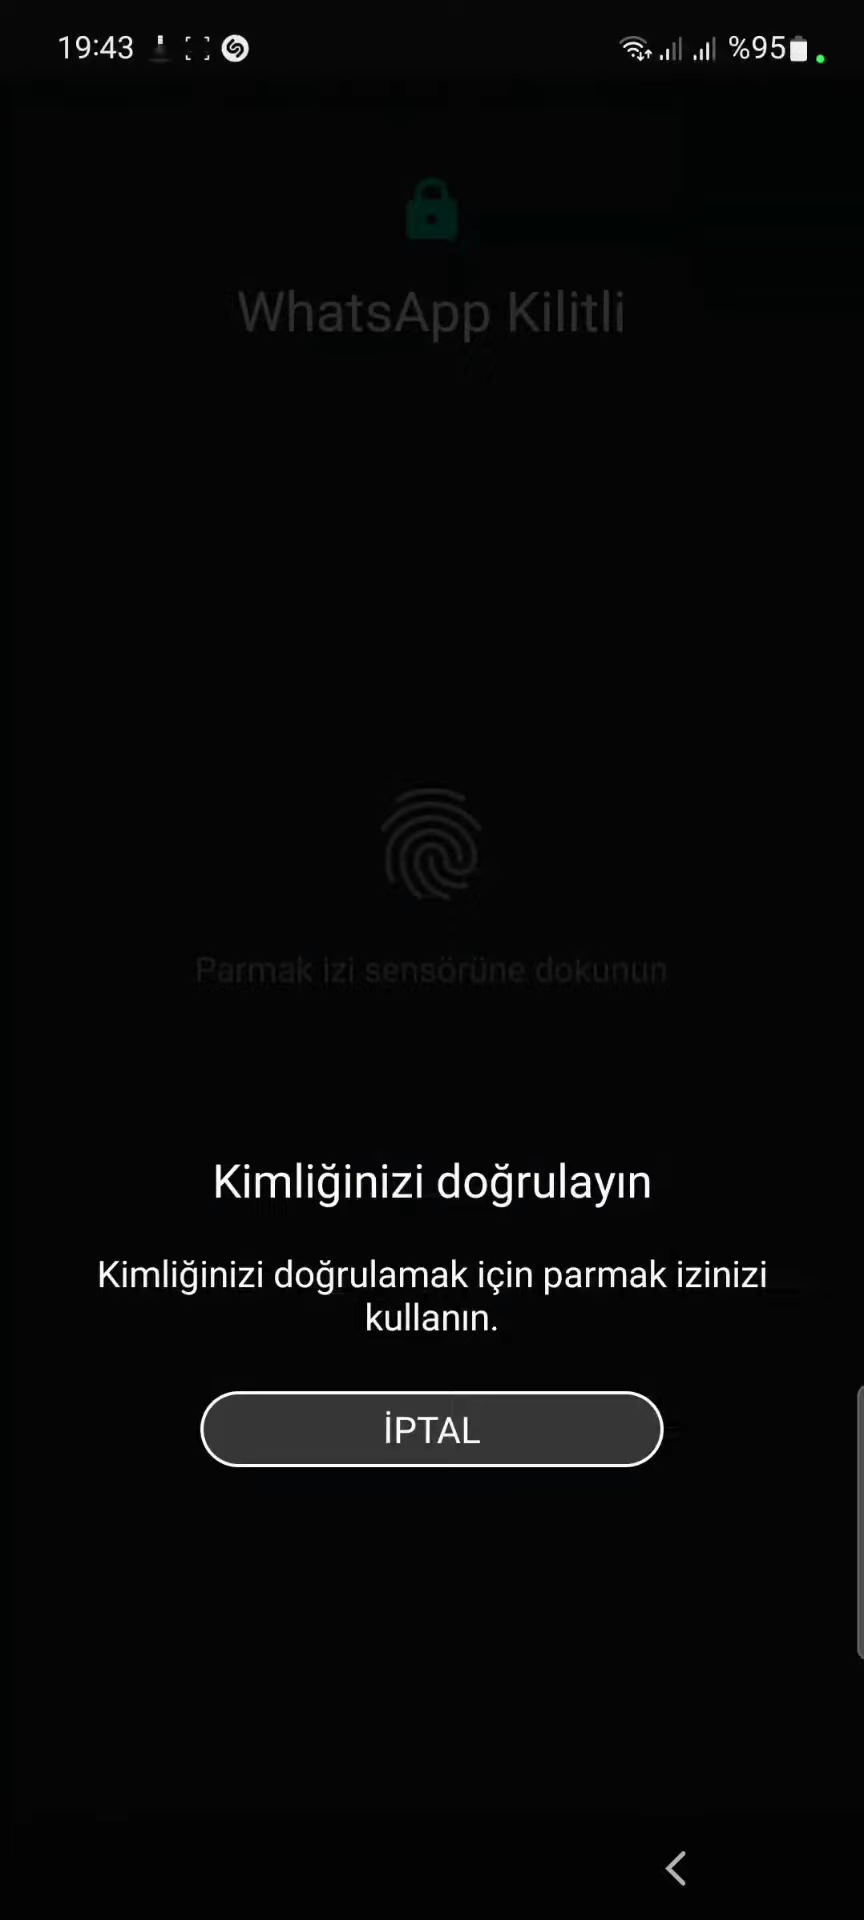 19:43 %95
WhatsApp Kilitli
Parmak izi sensörüne dokunun
Kimliğinizi doğrulayın
Kimliğinizi doğrulamak için parmak izinizi
kullanın.
İPTAL